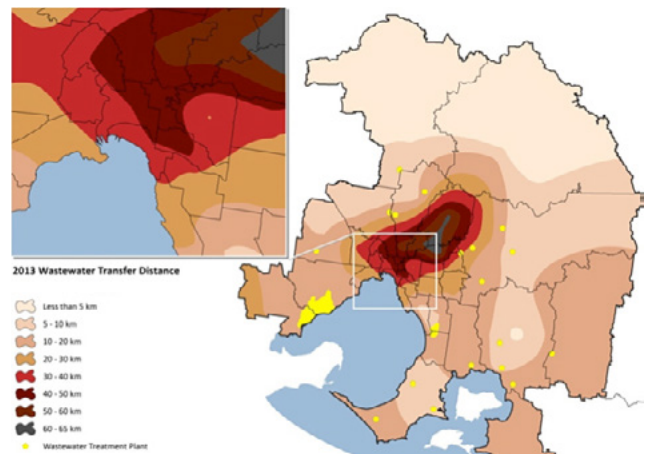 2013 Wastewater Transfer Distance
Less than 5 km
5 - 10 km
10 - 20 km
20 - 30 km
30 - 40 km
40 - 50 km
50 - 60 km
60 - 65 km
Wastewater Treatment Plant